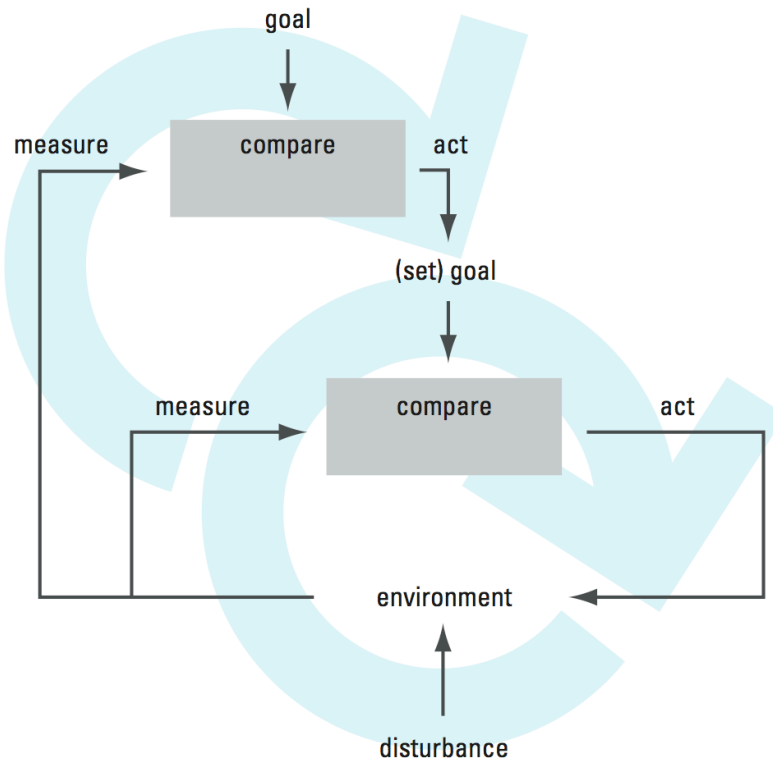 goal
measure
compare
act
(set) goal
measure
compare
act
environment
disturbance